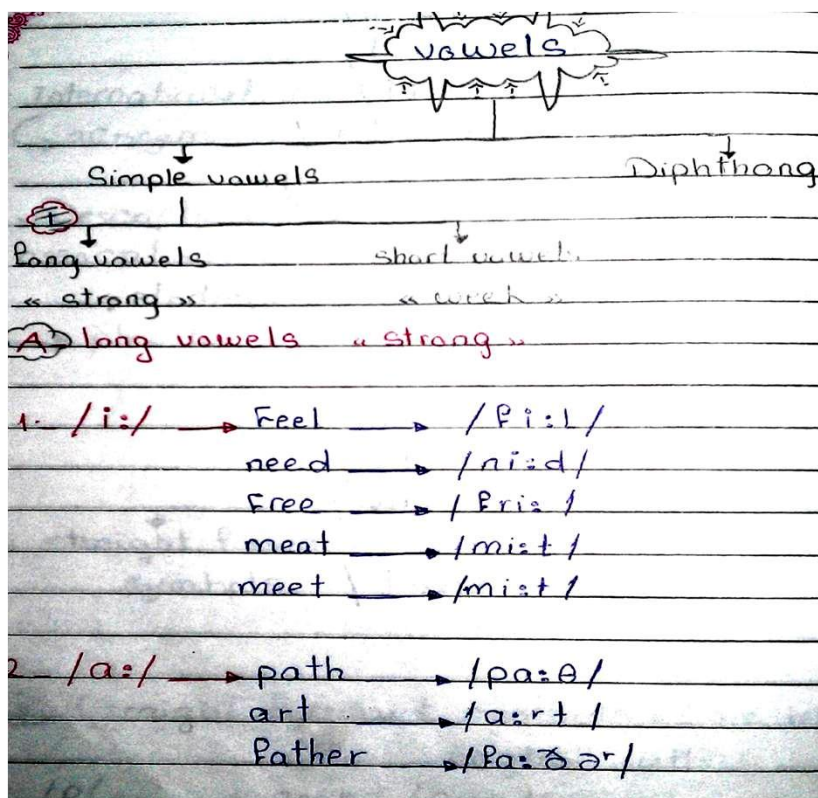 vowels
Simple vowels Diphthong
I
long vowels short vowels
« strong » « week »
A long vowels « strong »
1. /i:/ → Feel → /fi:l/
need → /ni:d/
Free → /fri:/
meat → /mi:t/
meet → /mi:t/
2 /a:/ → path → /pa:θ/
art → /a:rt/
father → /fa:ðəʳ/